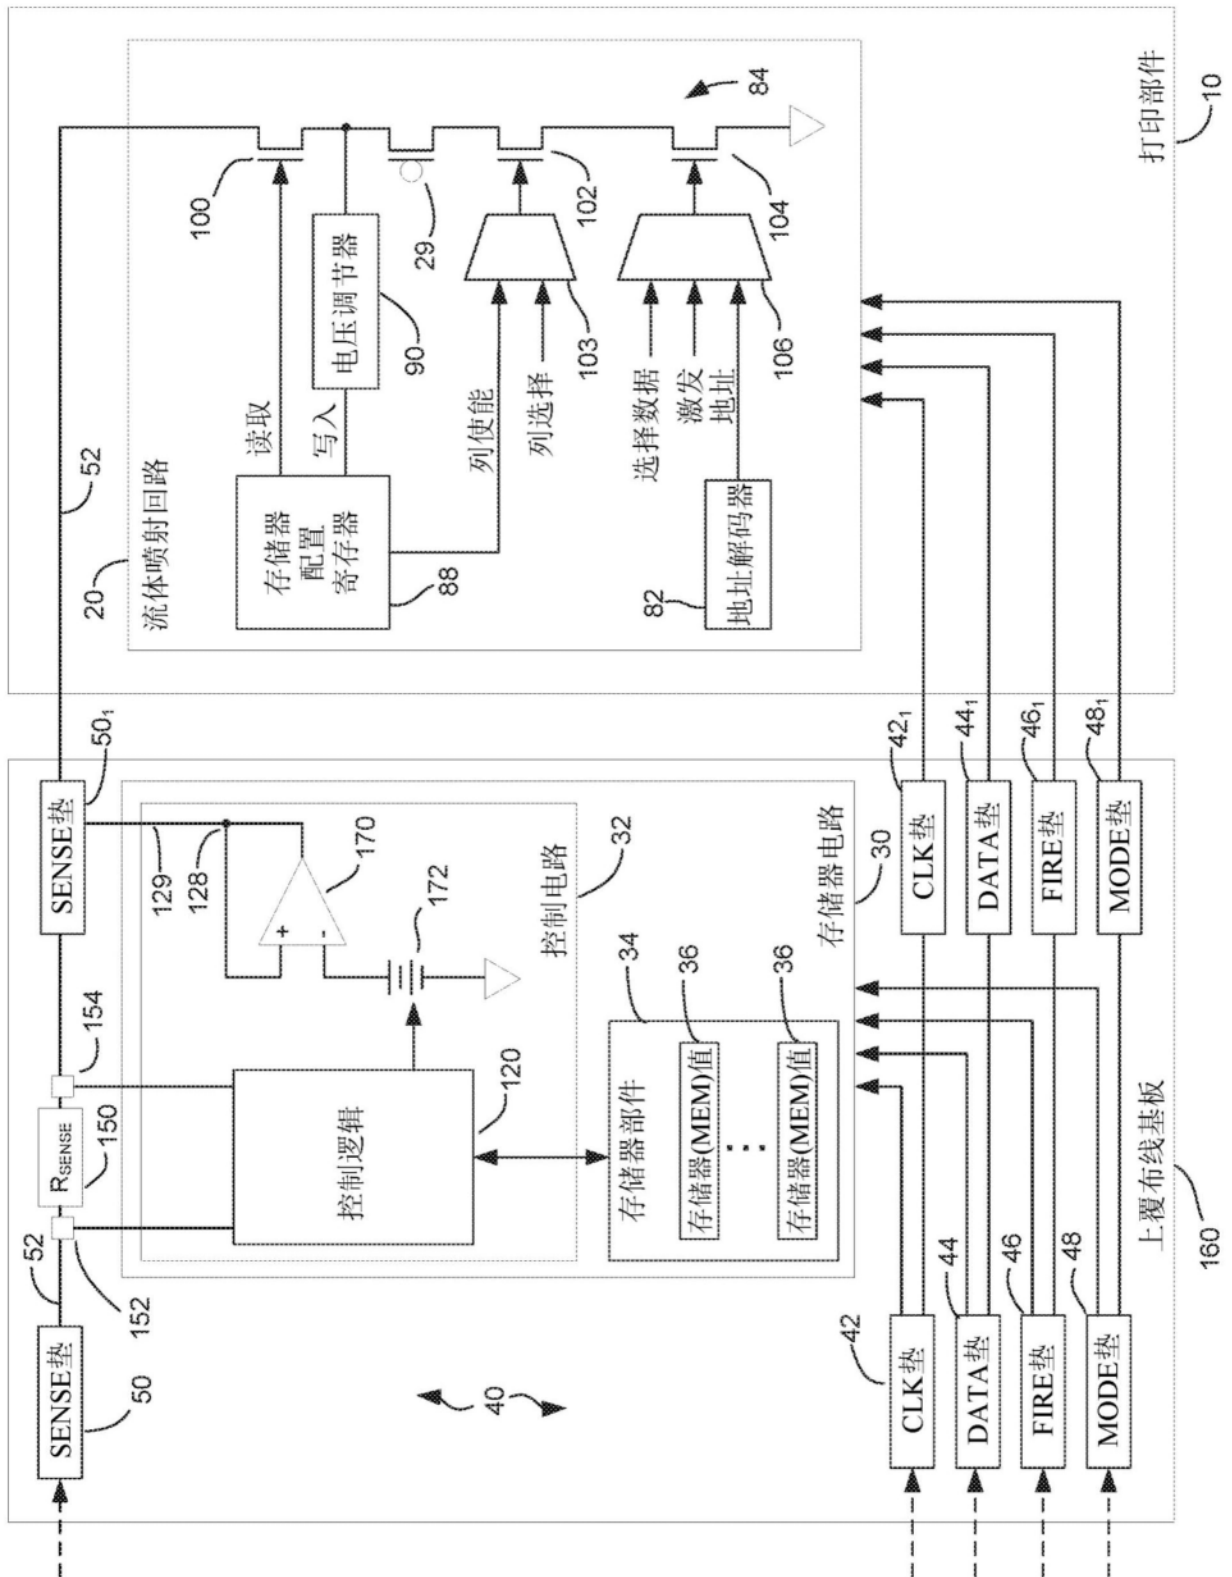 SENSE垫
50
52
152
R_SENSE
150
154
SENSE垫
50₁
52
129
128
170
+
-
172
控制逻辑
120
控制电路
32
存储器部件
34
存储器(MEM)值
36
存储器(MEM)值
36
存储器电路
30
40
CLK垫
42
DATA垫
44
FIRE垫
46
MODE垫
48
CLK垫
42₁
DATA垫
44₁
FIRE垫
46₁
MODE垫
48₁
上覆布线基板
160
20
流体喷射回路
存储器
配置
寄存器
88
读取
写入
100
电压调节器
90
29
列使能
列选择
103
102
84
地址解码器
82
选择数据
激发
地址
106
104
打印部件
10